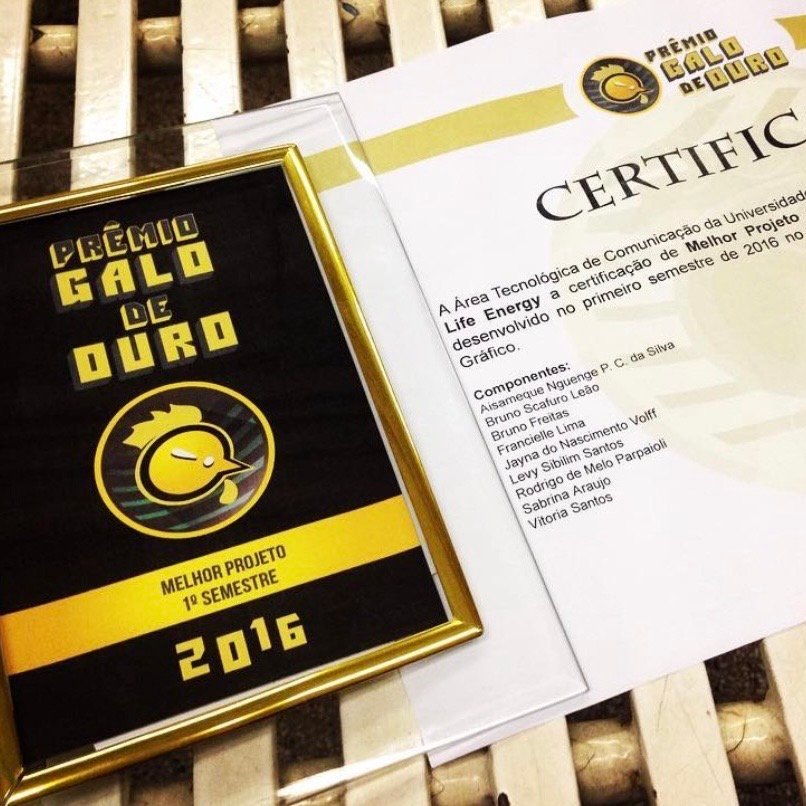 PRÊMIO
GALO
DE
OURO
MELHOR PROJETO
1º SEMESTRE
2016
PRÊMIO
GALO
DE OURO
CERTIFIC
A Área Tecnológica de Comunicação da Universidade
Life Energy a certificação de Melhor Projeto
desenvolvido no primeiro semestre de 2016 no
Gráfico.
Componentes:
Aisameque Nguenge P. C. da Silva
Bruno Scafuro Leão
Bruno Freitas
Francielle Lima
Jayna do Nascimento Volff
Levy Sibilim Santos
Rodrigo de Melo Parpaioli
Sabrina Araujo
Vitoria Santos